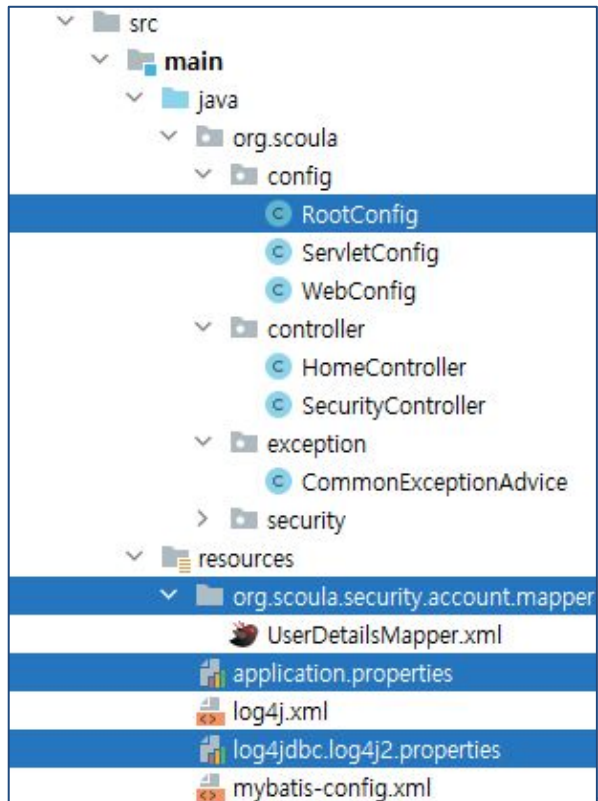 src
main
java
org.scoula
config
RootConfig
ServletConfig
WebConfig
controller
HomeController
SecurityController
exception
CommonExceptionAdvice
security
resources
org.scoula.security.account.mapper
UserDetailsMapper.xml
application.properties
log4j.xml
log4jdbc.log4j2.properties
mybatis-config.xml